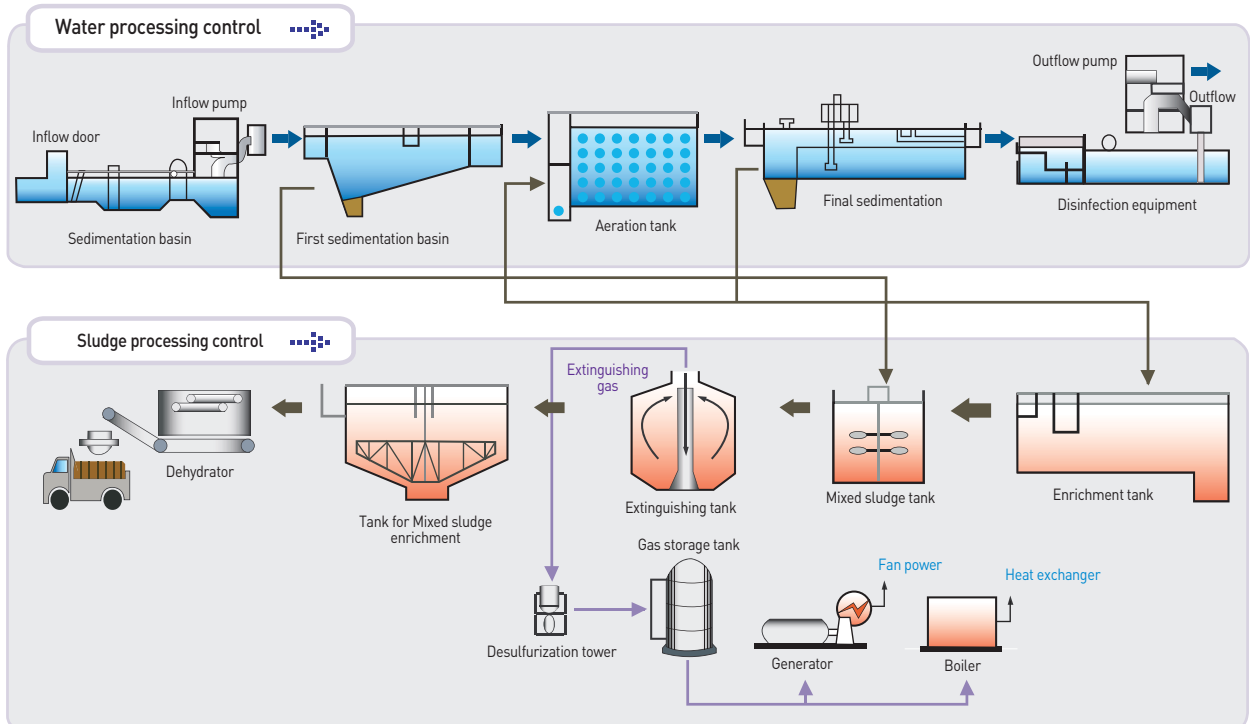 Water processing control
Inflow door
Inflow pump
Sedimentation basin
First sedimentation basin
Aeration tank
Final sedimentation
Outflow pump
Outflow
Disinfection equipment
Sludge processing control
Dehydrator
Tank for Mixed sludge
enrichment
Extinguishing
gas
Extinguishing tank
Mixed sludge tank
Enrichment tank
Desulfurization tower
Gas storage tank
Fan power
Generator
Heat exchanger
Boiler